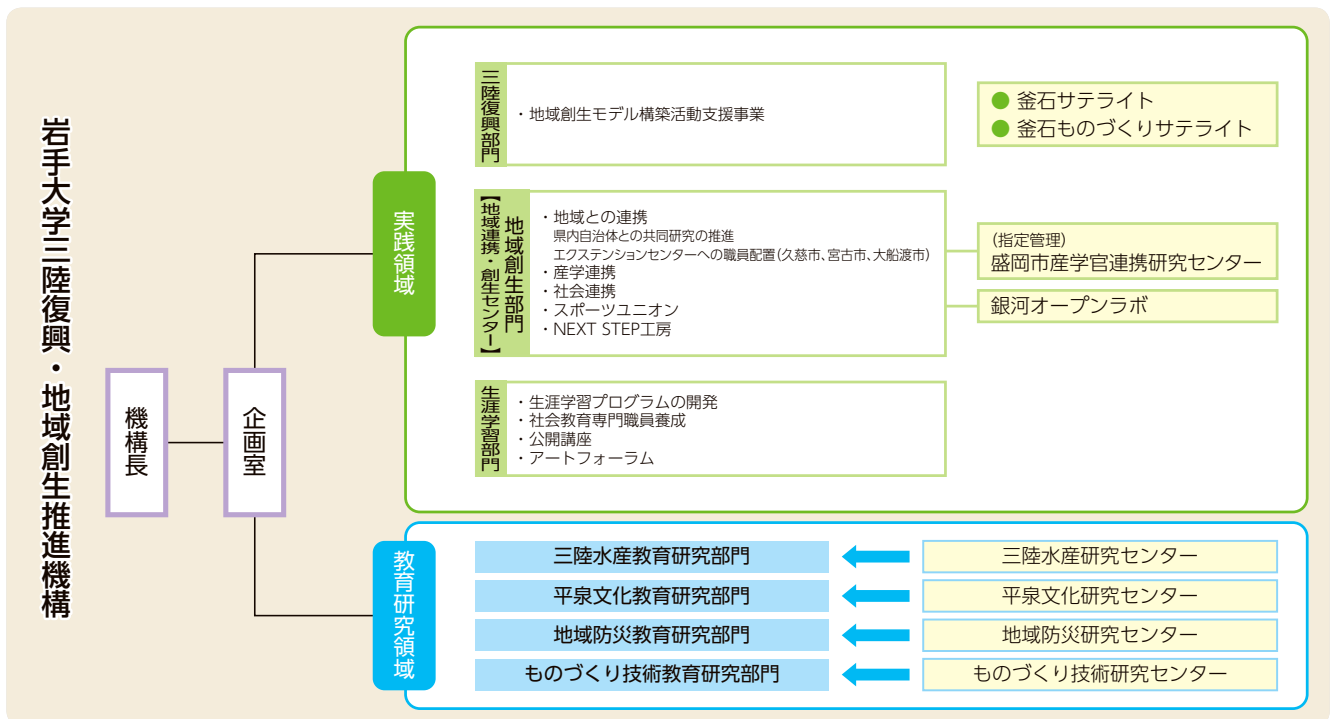 岩手大学三陸復興・地域創生推進機構
機構長
企画室
実践領域
三陸復興部門
・地域創生モデル構築活動支援事業
● 釜石サテライト
● 釜石ものづくりサテライト
地域創生部門
【地域連携・創生センター】
・地域との連携
県内自治体との共同研究の推進
エクステンションセンターへの職員配置(久慈市、宮古市、大船渡市)
・産学連携
・社会連携
・スポーツユニオン
・NEXT STEP工房
(指定管理)
盛岡市産学官連携研究センター
銀河オープンラボ
生涯学習部門
・生涯学習プログラムの開発
・社会教育専門職員養成
・公開講座
・アートフォーラム
教育研究領域
三陸水産教育研究部門
三陸水産研究センター
平泉文化教育研究部門
平泉文化研究センター
地域防災教育研究部門
地域防災研究センター
ものづくり技術教育研究部門
ものづくり技術研究センター